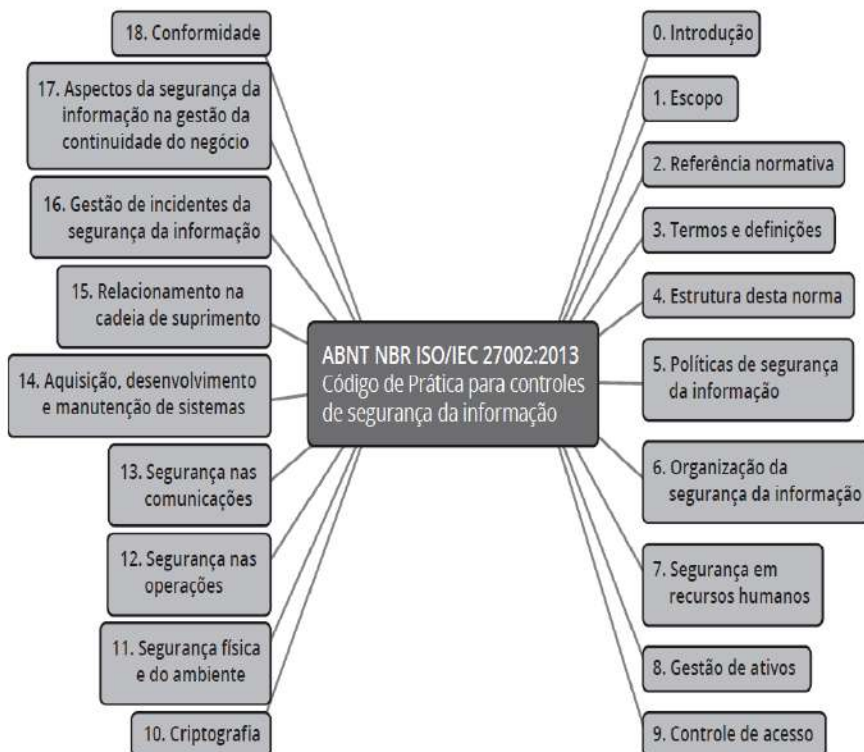 ABNT NBR ISO/IEC 27002:2013
Código de Prática para controles
de segurança da informação
0. Introdução
1. Escopo
2. Referência normativa
3. Termos e definições
4. Estrutura desta norma
5. Políticas de segurança
da informação
6. Organização da
segurança da informação
7. Segurança em
recursos humanos
8. Gestão de ativos
9. Controle de acesso
10. Criptografia
11. Segurança física
e do ambiente
12. Segurança nas
operações
13. Segurança nas
comunicações
14. Aquisição, desenvolvimento
e manutenção de sistemas
15. Relacionamento na
cadeia de suprimento
16. Gestão de incidentes da
segurança da informação
17. Aspectos da segurança da
informação na gestão da
continuidade do negócio
18. Conformidade